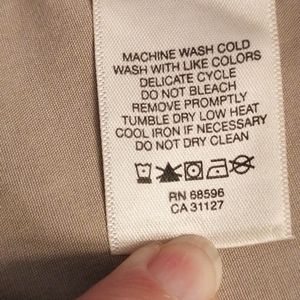 MACHINE WASH COLD
WASH WITH LIKE COLORS
DELICATE CYCLE
DO NOT BLEACH
REMOVE PROMPTLY
TUMBLE DRY LOW HEAT
COOL IRON IF NECESSARY
DO NOT DRY CLEAN
RN 68596
CA 31127